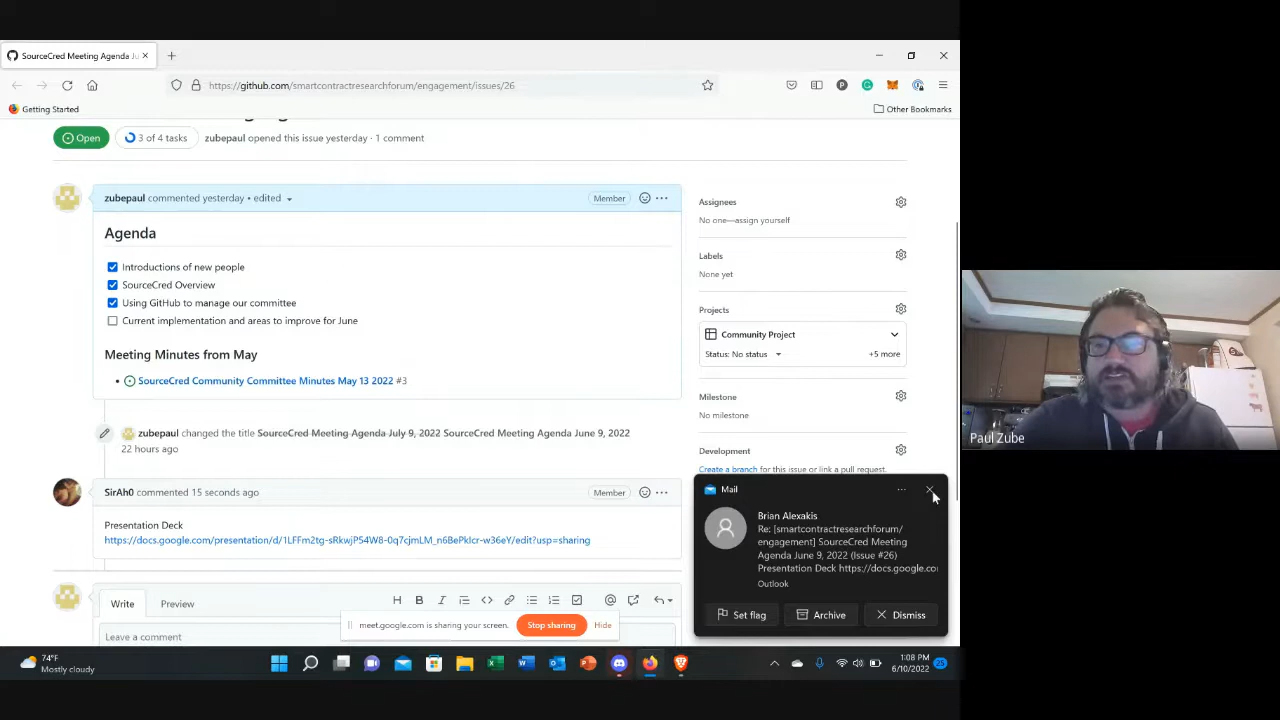 SourceCred Meeting Agenda Ju
https://github.com/smartcontractresearchforum/engagement/issues/26
Getting Started
Other Bookmarks
Open
3 of 4 tasks
zubepaul opened this issue yesterday · 1 comment
zubepaul commented yesterday • edited
Member
Agenda
Introductions of new people
SourceCred Overview
Using GitHub to manage our committee
Current implementation and areas to improve for June
Meeting Minutes from May
SourceCred Community Committee Minutes May 13 2022 #3
zubepaul changed the title SourceCred Meeting Agenda July 9, 2022 SourceCred Meeting Agenda June 9, 2022
22 hours ago
SirAh0 commented 15 seconds ago
Member
Presentation Deck
https://docs.google.com/presentation/d/1LFFm2tg-sRkwjP54W8-0q7cjmLM_n6BePkIcr-w36eY/edit?usp=sharing
Write
Preview
Leave a comment
Assignees
No one—assign yourself
Labels
None yet
Projects
Community Project
Status: No status
+5 more
Milestone
No milestone
Development
Create a branch for this issue or link a pull request.
Mail
Brian Alexakis
Re: [smartcontractresearchforum/
engagement] SourceCred Meeting
Agenda June 9, 2022 (Issue #26)
Presentation Deck https://docs.google.co
Outlook
Set flag
Archive
Dismiss
meet.google.com is sharing your screen.
Stop sharing
Hide
Paul Zube
74°F
Mostly cloudy
1:08 PM
6/10/2022
25